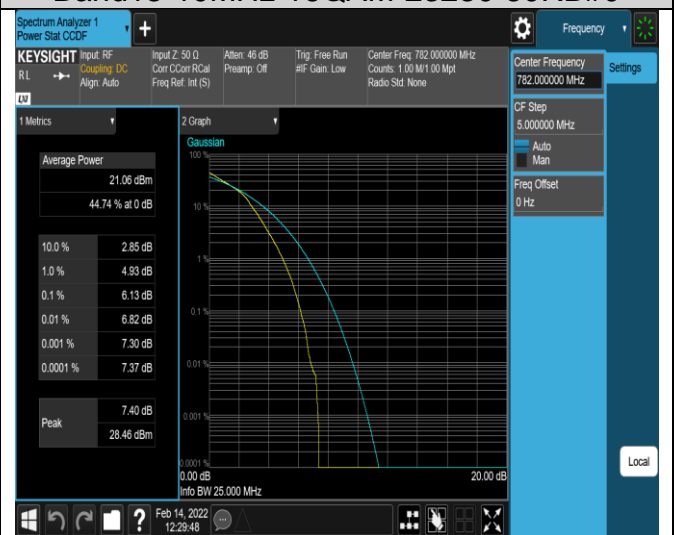 Spectrum Analyzer 1
Power Stat CCDF
Frequency
KEYSIGHT
R L
LXI
Input: RF
Coupling: DC
Align: Auto
Input Z: 50 Ω
Corr CCorr RCal
Freq Ref: Int (S)
Atten: 46 dB
Preamp: Off
Trig: Free Run
#IF Gain: Low
Center Freq: 782.000000 MHz
Counts: 1.00 M/1.00 Mpt
Radio Std: None
Center Frequency
782.000000 MHz
Settings
CF Step
5.000000 MHz
Auto
Man
Freq Offset
0 Hz
1 Metrics
Average Power
21.06 dBm
44.74 % at 0 dB
10.0 % 2.85 dB
1.0 % 4.93 dB
0.1 % 6.13 dB
0.01 % 6.82 dB
0.001 % 7.30 dB
0.0001 % 7.37 dB
Peak
7.40 dB
28.46 dBm
2 Graph
Gaussian
100 %
10 %
1 %
0.1 %
0.01 %
0.001 %
0.0001 %
0.00 dB 20.00 dB
Info BW 25.000 MHz
Local
? Feb 14, 2022
12:29:48